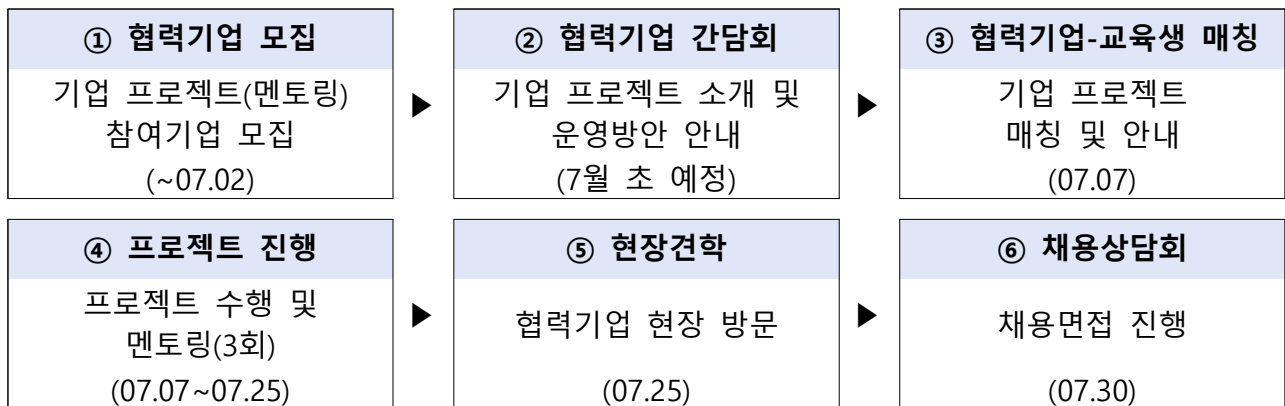 ① 협력기업 모집
기업 프로젝트(멘토링)
참여기업 모집
(~07.02)
▶
② 협력기업 간담회
기업 프로젝트 소개 및
운영방안 안내
(7월 초 예정)
▶
③ 협력기업-교육생 매칭
기업 프로젝트
매칭 및 안내
(07.07)
④ 프로젝트 진행
프로젝트 수행 및
멘토링(3회)
(07.07~07.25)
▶
⑤ 현장견학
협력기업 현장 방문
(07.25)
▶
⑥ 채용상담회
채용면접 진행
(07.30)